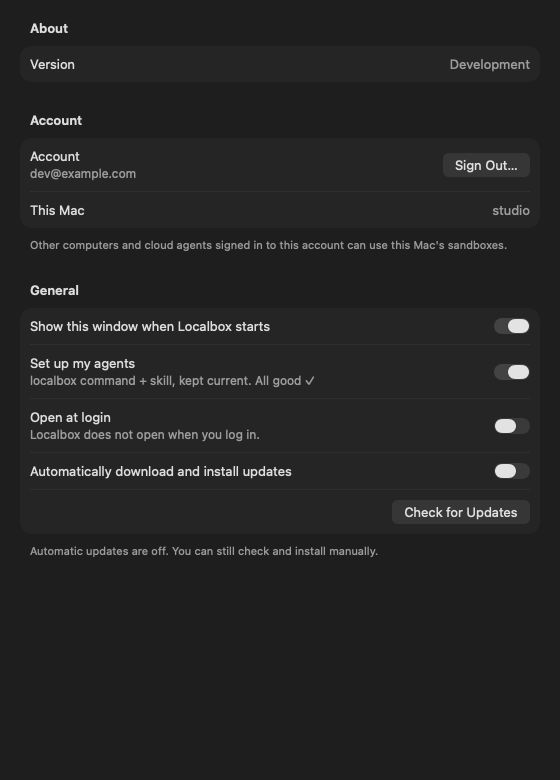 About
Version
Development
Account
Account
dev@example.com
Sign Out...
This Mac
studio
Other computers and cloud agents signed in to this account can use this Mac's sandboxes.
General
Show this window when Localbox starts
Set up my agents
localbox command + skill, kept current. All good ✓
Open at login
Localbox does not open when you log in.
Automatically download and install updates
Check for Updates
Automatic updates are off. You can still check and install manually.